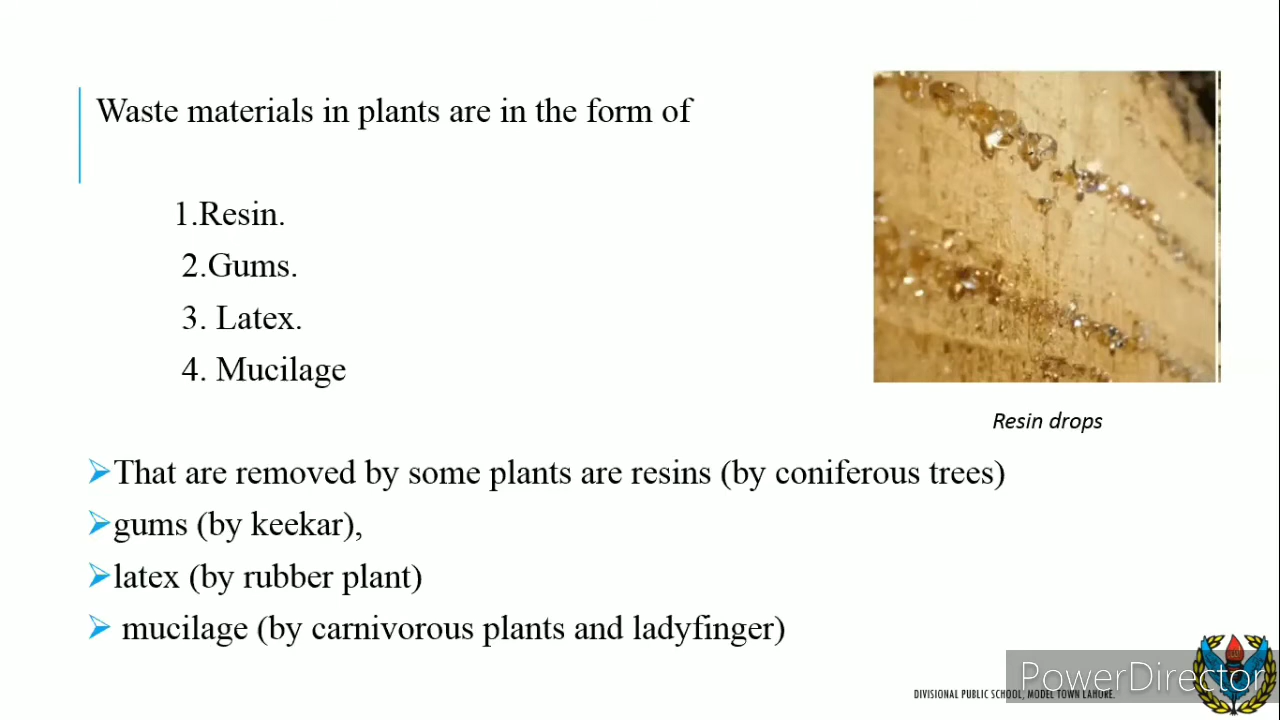 Waste materials in plants are in the form of
1.Resin.
2.Gums.
3. Latex.
4. Mucilage
Resin drops
➢That are removed by some plants are resins (by coniferous trees)
➢gums (by keekar),
➢latex (by rubber plant)
➢ mucilage (by carnivorous plants and ladyfinger)
PowerDirector
DIVISIONAL PUBLIC SCHOOL, MODEL TOWN LAHORE.